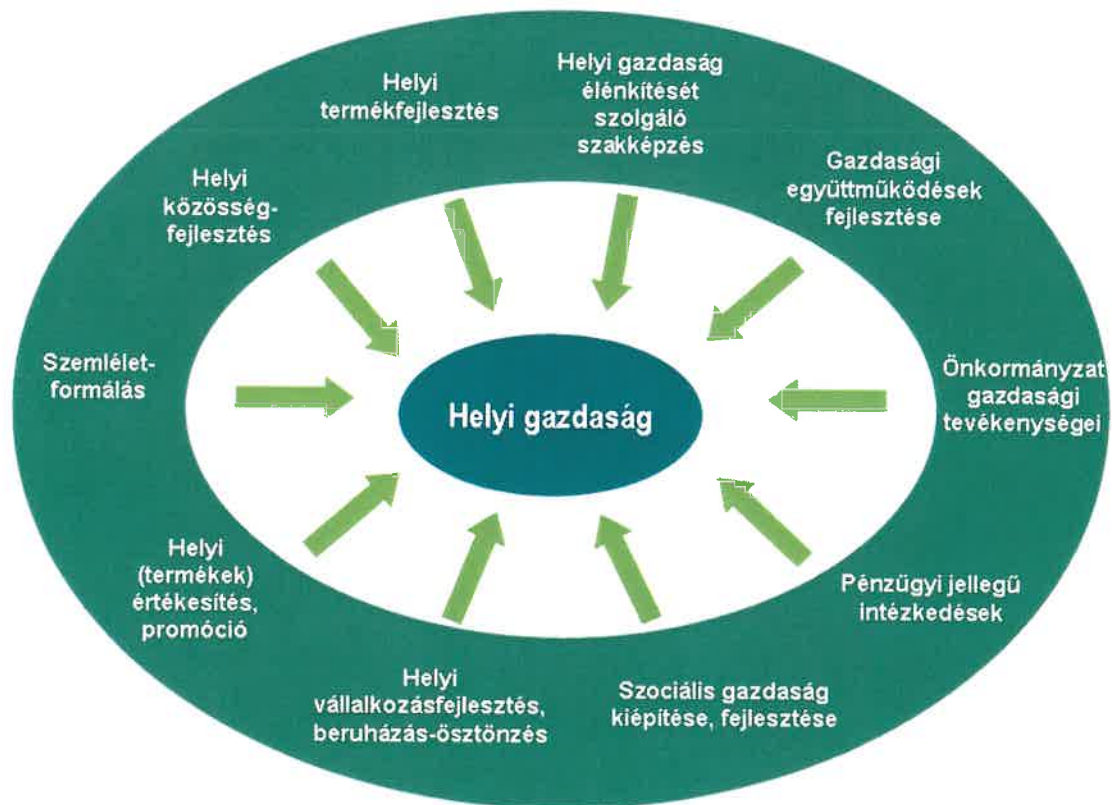 Helyi
termékfejlesztés
Helyi gazdaság
élénkítését
szolgáló
szakképzés
Gazdasági
együttműködések
fejlesztése
Helyi
közösség-
fejlesztés
Szemlélet-
formálás
Helyi gazdaság
Önkormányzat
gazdasági
tevékenységei
Helyi
(termékek)
értékesítés,
promóció
Pénzügyi jellegű
intézkedések
Helyi
vállalkozásfejlesztés,
beruházás-ösztönzés
Szociális gazdaság
kiépítése, fejlesztése